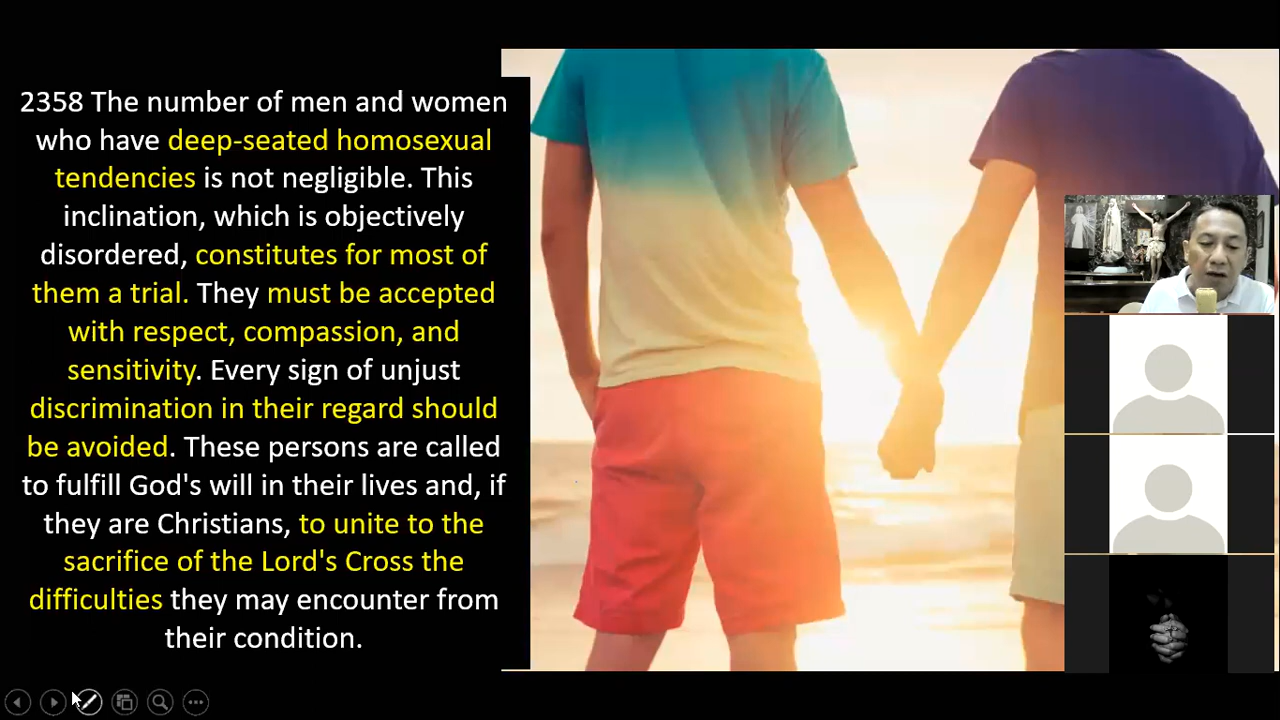 2358 The number of men and women
who have deep-seated homosexual
tendencies is not negligible. This
inclination, which is objectively
disordered, constitutes for most of
them a trial. They must be accepted
with respect, compassion, and
sensitivity. Every sign of unjust
discrimination in their regard should
be avoided. These persons are called
to fulfill God's will in their lives and, if
they are Christians, to unite to the
sacrifice of the Lord's Cross the
difficulties they may encounter from
their condition.